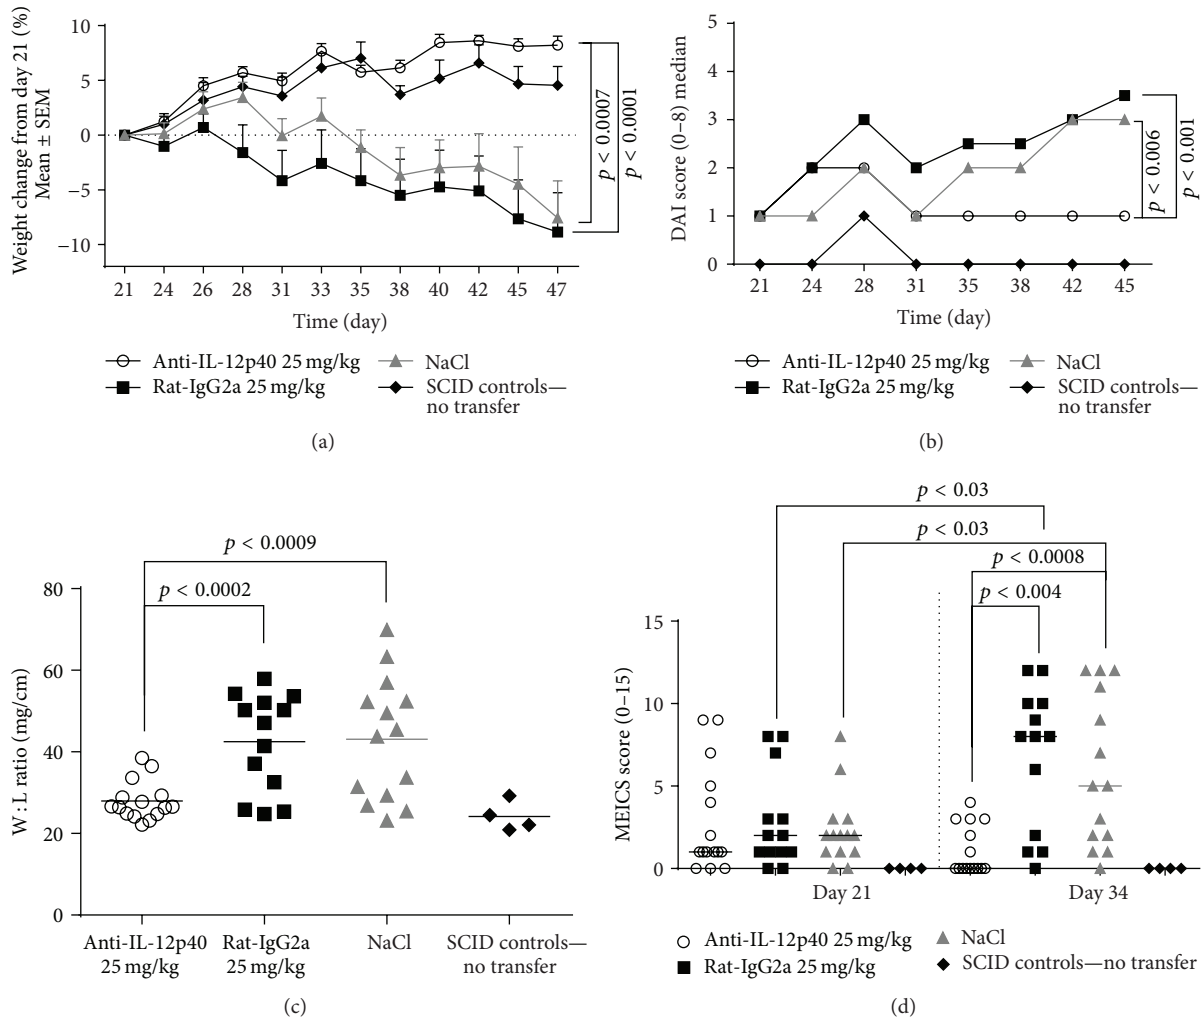 Weight change from day 21 (%)
Mean ± SEM
10
5
0
−5
−10
21 24 26 28 31 33 35 38 40 42 45 47
Time (day)
p < 0.0007
p < 0.0001
Anti-IL-12p40 25 mg/kg
Rat-IgG2a 25 mg/kg
NaCl
SCID controls—
no transfer
(a)
DAI score (0–8) median
5
4
3
2
1
0
21 24 28 31 35 38 42 45
Time (day)
p < 0.006
p < 0.001
Anti-IL-12p40 25 mg/kg
Rat-IgG2a 25 mg/kg
NaCl
SCID controls—
no transfer
(b)
W : L ratio (mg/cm)
80
60
40
20
0
p < 0.0009
p < 0.0002
Anti-IL-12p40
25 mg/kg
Rat-IgG2a
25 mg/kg
NaCl
SCID controls—
no transfer
(c)
MEICS score (0–15)
15
10
5
0
p < 0.03
p < 0.03
p < 0.0008
p < 0.004
Day 21
Day 34
Anti-IL-12p40 25 mg/kg
Rat-IgG2a 25 mg/kg
NaCl
SCID controls—no transfer
(d)